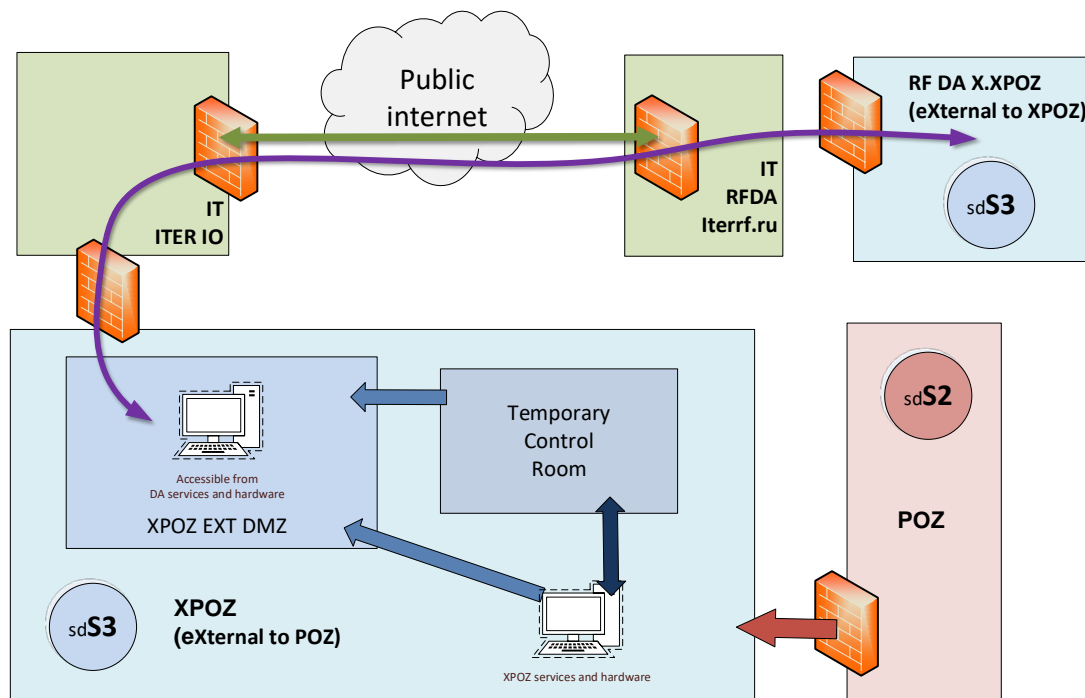 Public
internet
IT
ITER IO
IT
RFDA
Iterrf.ru
RF DA X.XPOZ
(eXternal to XPOZ)
sdS3
Accessible from
DA services and hardware
XPOZ EXT DMZ
Temporary
Control
Room
sdS3
XPOZ
(eXternal to POZ)
XPOZ services and hardware
sdS2
POZ